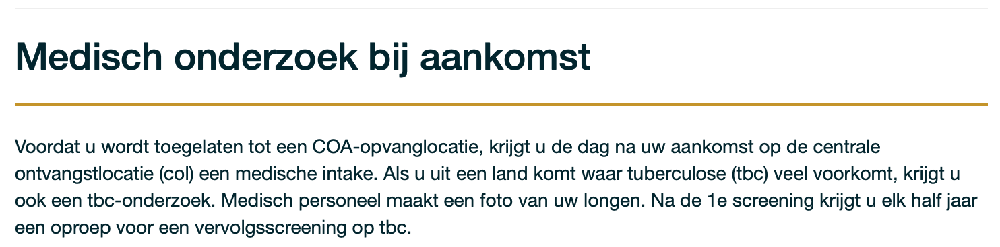 Medisch onderzoek bij aankomst
Voordat u wordt toegelaten tot een COA-opvanglocatie, krijgt u de dag na uw aankomst op de centrale
ontvangstlocatie (col) een medische intake. Als u uit een land komt waar tuberculose (tbc) veel voorkomt, krijgt u
ook een tbc-onderzoek. Medisch personeel maakt een foto van uw longen. Na de 1e screening krijgt u elk half jaar
een oproep voor een vervolgsscreening op tbc.